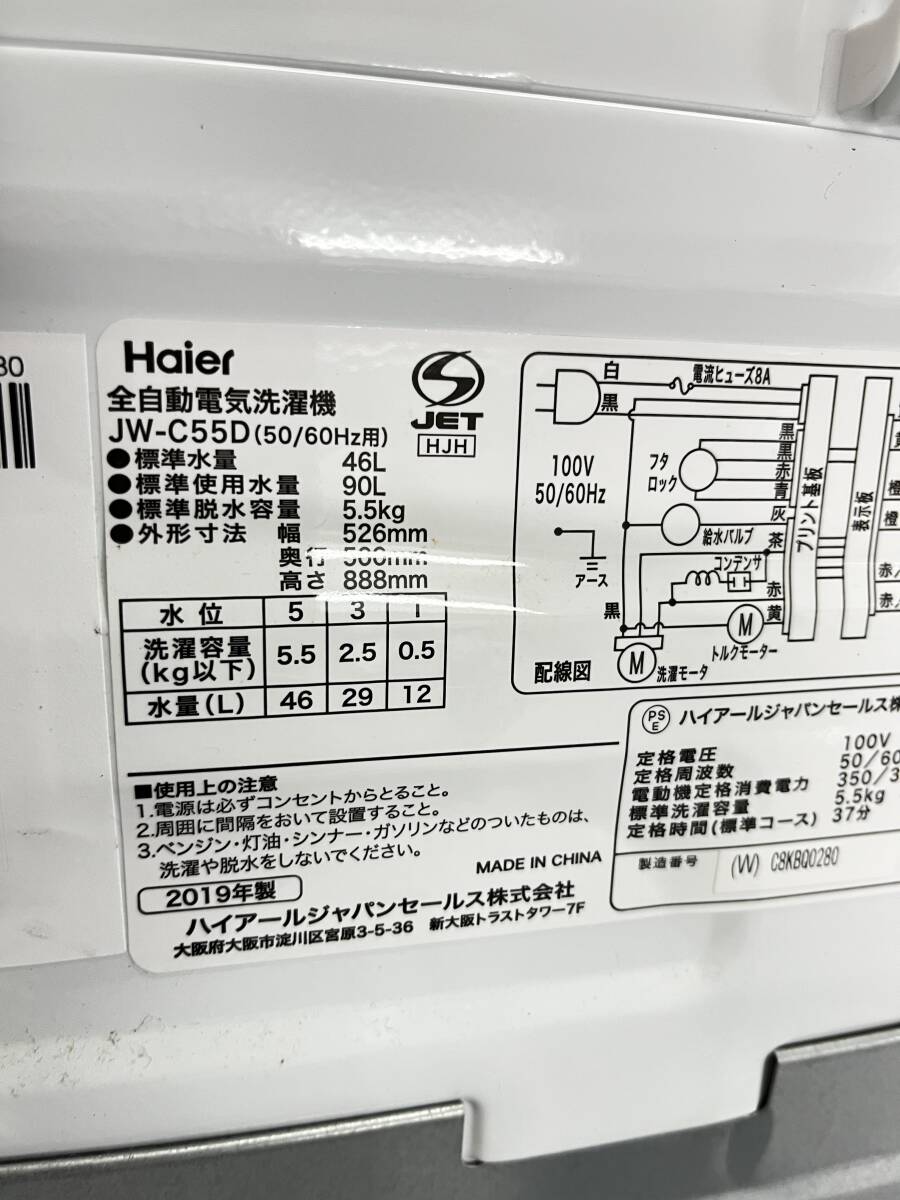 30
Haier
全自動電気洗濯機
JW-C55D(50/60Hz用)
JET
HJH
●標準水量 46L
●標準使用水量 90L
●標準脱水容量 5.5kg
●外形寸法 幅 526mm
奥行 500mm
高さ 888mm
水位 5 3 1
洗濯容量(kg以下) 5.5 2.5 0.5
水量(L) 46 29 12
白
電流ヒューズ8A
黒
100V
50/60Hz
アース
フタ
ロック
黒
黒
赤
青
灰
給水バルブ
茶
コンデンサ
赤
黒
黄
M
トルクモーター
M
洗濯モータ
配線図
プリント基板
表示板
橙
橙
赤/
赤/
■使用上の注意
1.電源は必ずコンセントからとること。
2.周囲に間隔をおいて設置すること。
3.ベンジン・灯油・シンナー・ガソリンなどのついたものは、
洗濯や脱水をしないでください。
MADE IN CHINA
2019年製
ハイアールジャパンセールス株式会社
大阪府大阪市淀川区宮原3-5-36 新大阪トラストタワー7F
PS
E
ハイアールジャパンセールス株
定格電圧 100V
定格周波数 50/60
電動機定格消費電力 350/3
標準洗濯容量 5.5kg
定格時間(標準コース) 37分
製造番号 (W) C8KBQ0280